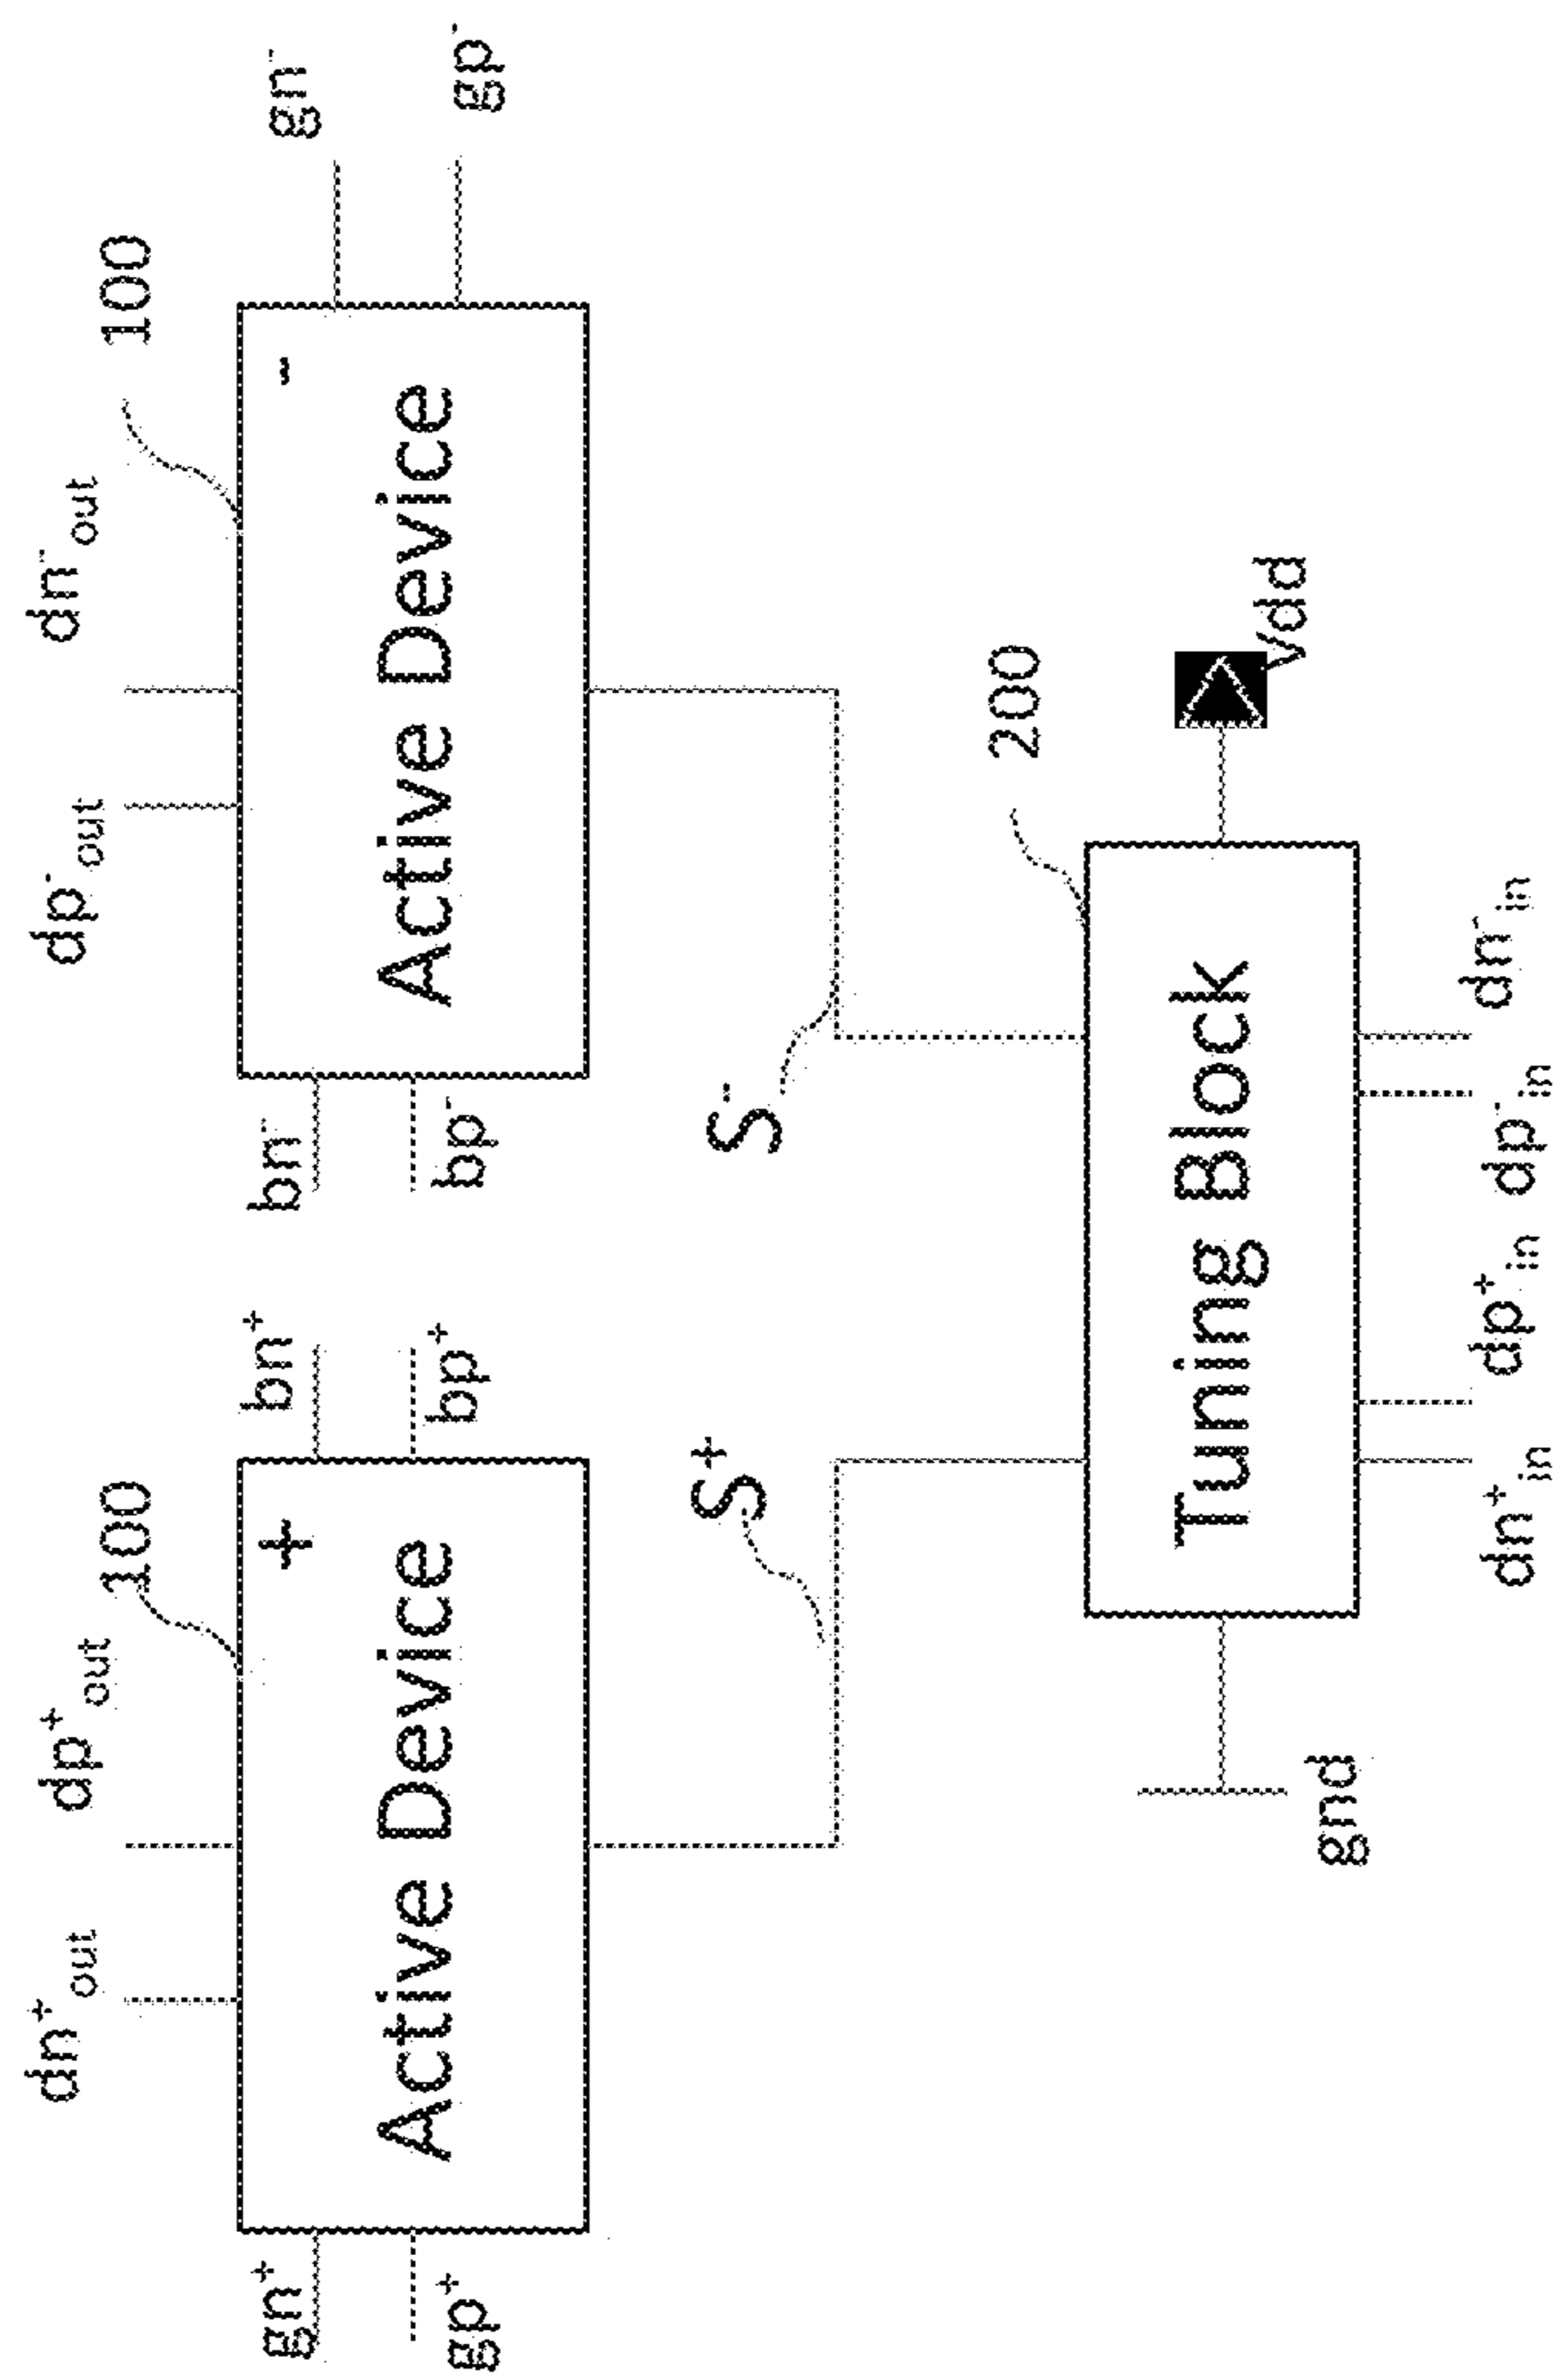 dn⁺out
dp⁺out
100
dp⁻out
dn⁻out
100
gn⁺
gp⁺
Active Device
+
bn⁺
bp⁺
bn⁻
bp⁻
Active Device
-
gn⁻
gp⁻
S⁺
S⁻
200
gnd
Tuning Block
Vdd
dn⁺in
dp⁺in
dp⁻in
dn⁻in